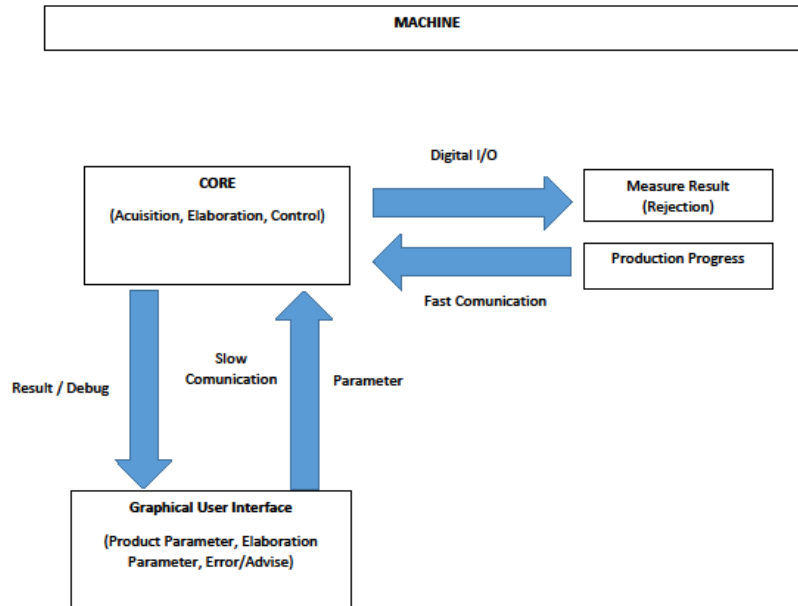 MACHINE
Digital I/O
CORE
(Acuisition, Elaboration, Control)
Measure Result
(Rejection)
Production Progress
Fast Comunication
Slow
Comunication
Result / Debug
Parameter
Graphical User Interface
(Product Parameter, Elaboration
Parameter, Error/Advise)